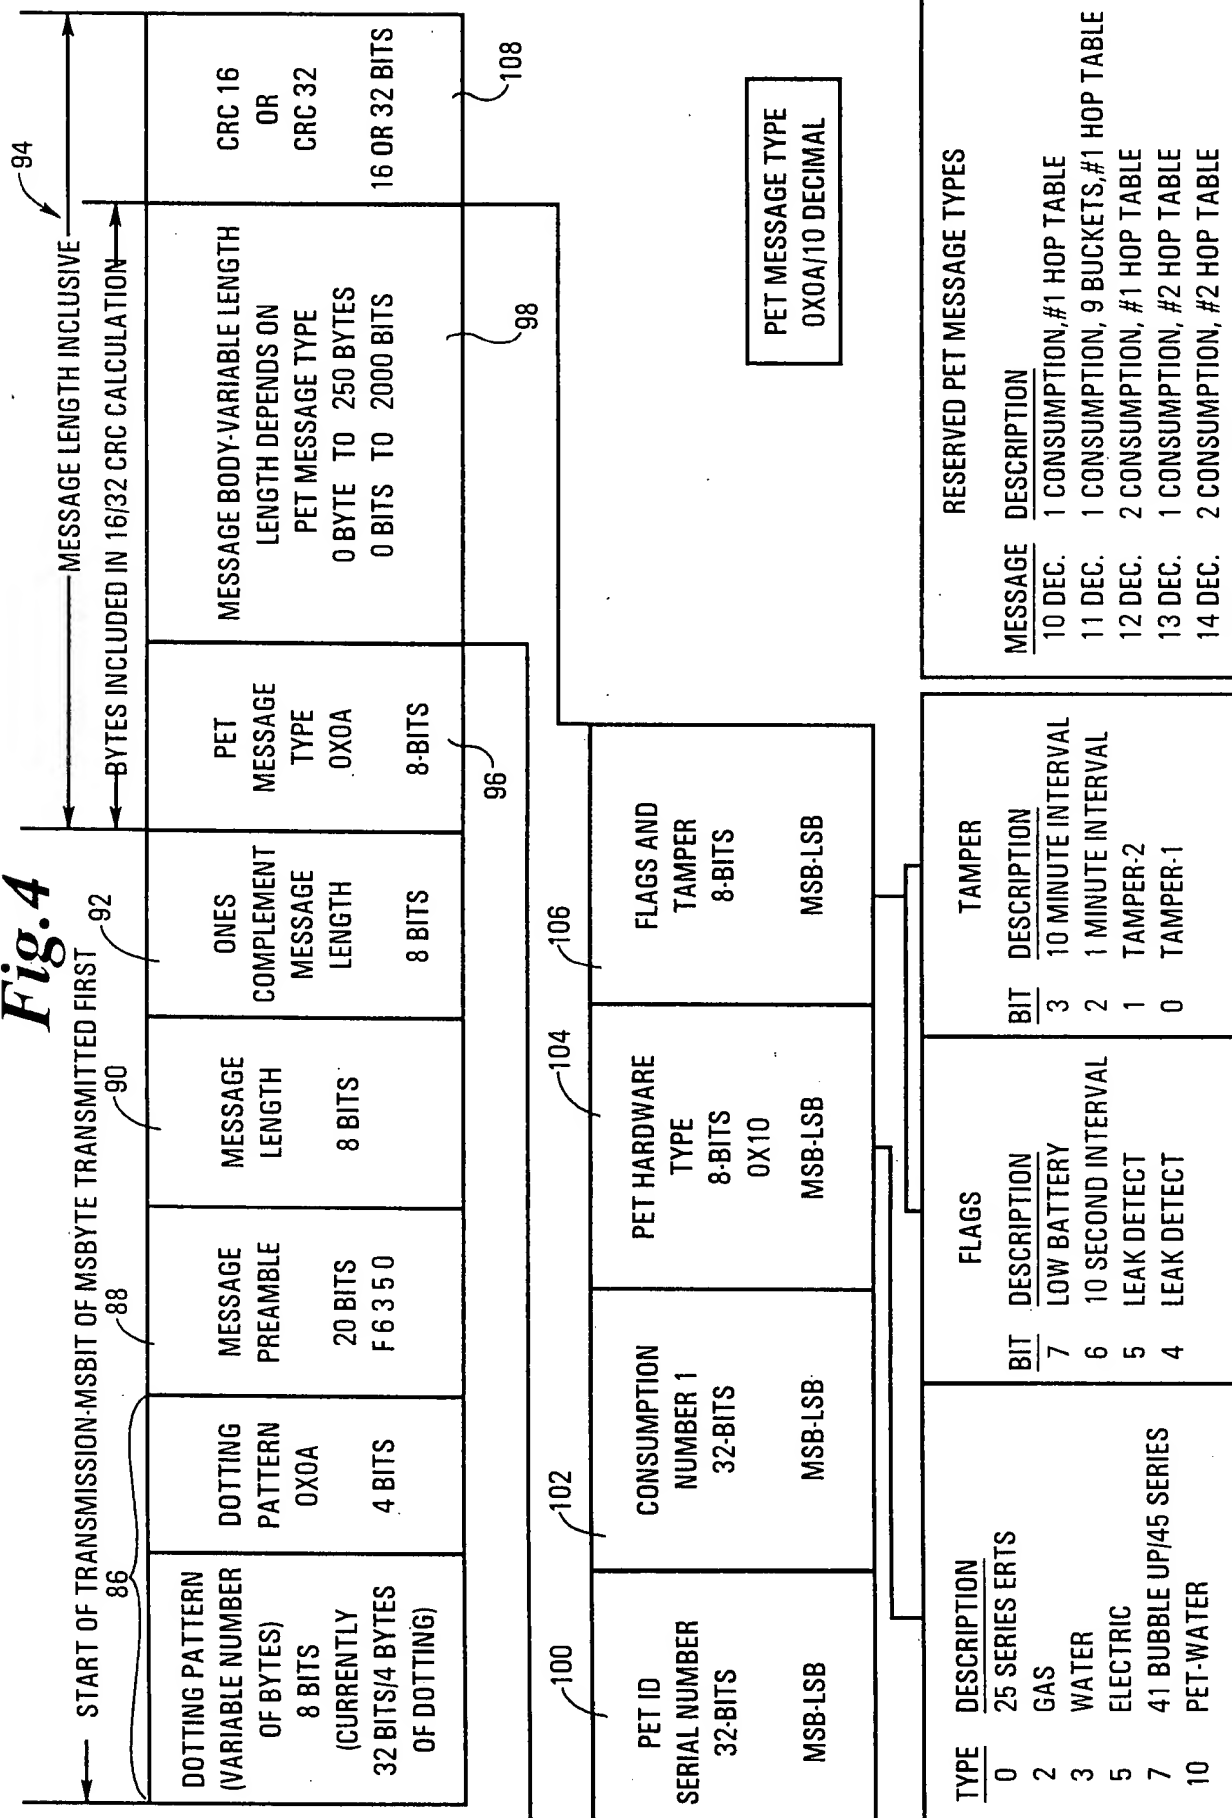 Fig. 4
START OF TRANSMISSION-MSBIT OF MSBYTE TRANSMITTED FIRST
MESSAGE LENGTH INCLUSIVE
94
BYTES INCLUDED IN 16/32 CRC CALCULATION
86
88
90
92
DOTTING PATTERN
(VARIABLE NUMBER
OF BYTES)
8 BITS
(CURRENTLY
32 BITS/4 BYTES
OF DOTTING)
DOTTING
PATTERN
0X0A
4 BITS
MESSAGE
PREAMBLE
20 BITS
F 6 3 5 0
MESSAGE
LENGTH
8 BITS
ONES
COMPLEMENT
MESSAGE
LENGTH
8 BITS
PET
MESSAGE
TYPE
0X0A
8-BITS
96
MESSAGE BODY-VARIABLE LENGTH
LENGTH DEPENDS ON
PET MESSAGE TYPE
0 BYTE TO 250 BYTES
0 BITS TO 2000 BITS
98
CRC 16
OR
CRC 32
16 OR 32 BITS
108
100
PET ID
SERIAL NUMBER
32-BITS
MSB-LSB
102
CONSUMPTION
NUMBER 1
32-BITS
MSB-LSB
104
PET HARDWARE
TYPE
8-BITS
0X10
MSB-LSB
106
FLAGS AND
TAMPER
8-BITS
MSB-LSB
PET MESSAGE TYPE
0X0A/10 DECIMAL
TYPE DESCRIPTION
0 25 SERIES ERTS
2 GAS
3 WATER
5 ELECTRIC
7 41 BUBBLE UP/45 SERIES
10 PET-WATER
FLAGS
BIT DESCRIPTION
7 LOW BATTERY
6 10 SECOND INTERVAL
5 LEAK DETECT
4 LEAK DETECT
TAMPER
BIT DESCRIPTION
3 10 MINUTE INTERVAL
2 1 MINUTE INTERVAL
1 TAMPER-2
0 TAMPER-1
RESERVED PET MESSAGE TYPES
MESSAGE DESCRIPTION
10 DEC. 1 CONSUMPTION,#1 HOP TABLE
11 DEC. 1 CONSUMPTION, 9 BUCKETS,#1 HOP TABLE
12 DEC. 2 CONSUMPTION, #1 HOP TABLE
13 DEC. 1 CONSUMPTION, #2 HOP TABLE
14 DEC. 2 CONSUMPTION, #2 HOP TABLE